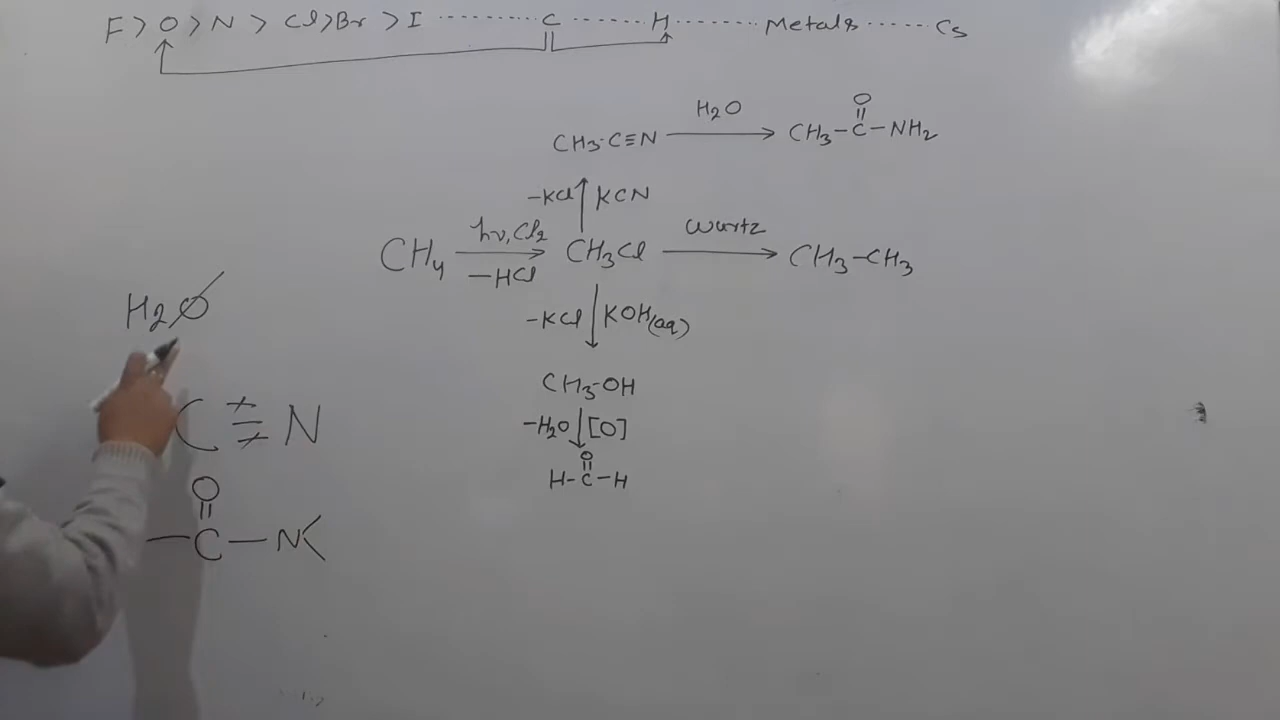 F > O > N > Cl > Br > I ---------- C ------ H -------- Metals ------ Cs
H2O
CH3-C≡N ⟶ CH3-C-NH2
O
-KCl ↑ KCN
hν, Cl2
Wurtz
CH4 ⟶ CH3Cl ⟶ CH3-CH3
-HCl
H2O
-KCl ↓ KOH(aq)
CH3-OH
C≡N
-H2O ↓ [O]
O
H-C-H
O
-C-N<